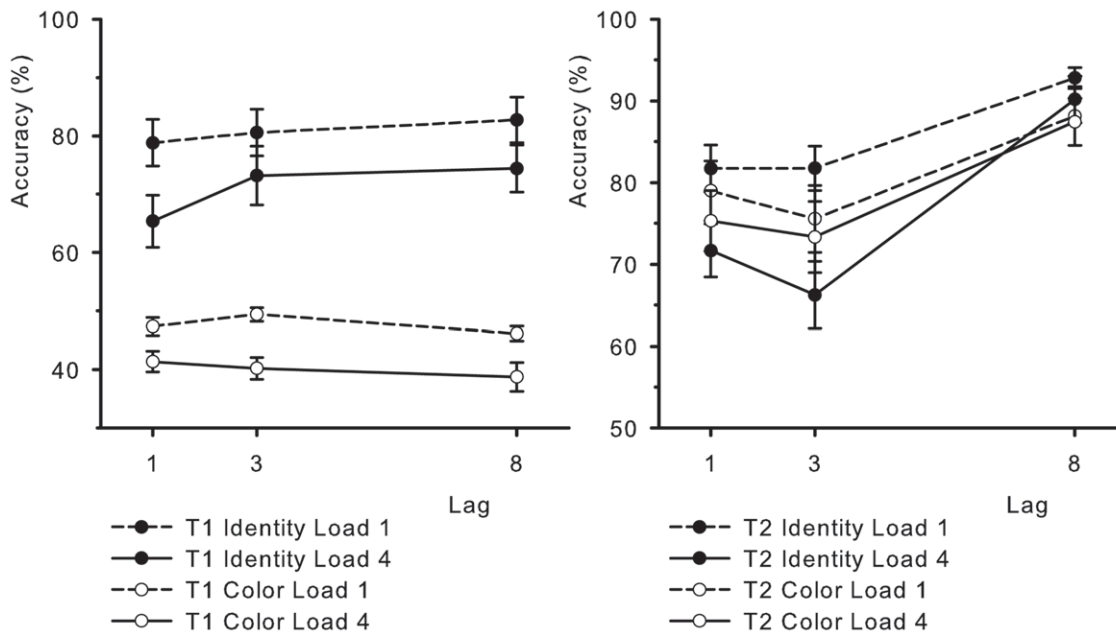 Accuracy (%)
100
80
60
40
1
3
8
Lag
T1 Identity Load 1
T1 Identity Load 4
T1 Color Load 1
T1 Color Load 4
Accuracy (%)
100
90
80
70
60
50
1
3
8
Lag
T2 Identity Load 1
T2 Identity Load 4
T2 Color Load 1
T2 Color Load 4